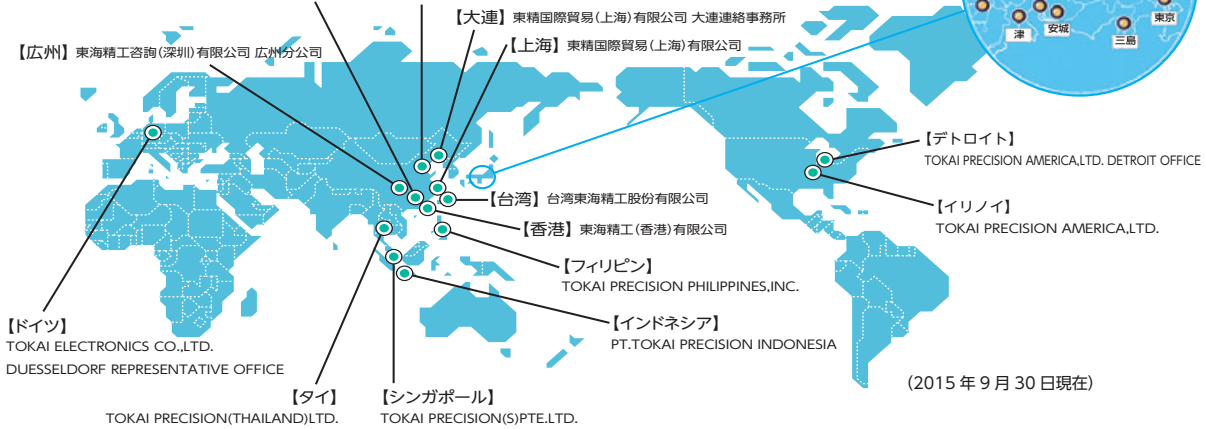 【大連】 東精国際貿易(上海)有限公司 大連連絡事務所
【上海】 東精国際貿易(上海)有限公司
【広州】 東海精工咨詢(深圳)有限公司 広州分公司
津
安城
三島
東京
【デトロイト】
TOKAI PRECISION AMERICA,LTD. DETROIT OFFICE
【イリノイ】
TOKAI PRECISION AMERICA,LTD.
【台湾】 台湾東海精工股份有限公司
【香港】 東海精工(香港)有限公司
【フィリピン】
TOKAI PRECISION PHILIPPINES,INC.
【インドネシア】
PT.TOKAI PRECISION INDONESIA
【ドイツ】
TOKAI ELECTRONICS CO.,LTD.
DUESSELDORF REPRESENTATIVE OFFICE
【タイ】
TOKAI PRECISION(THAILAND)LTD.
【シンガポール】
TOKAI PRECISION(S)PTE.LTD.
(2015年9月30日現在)